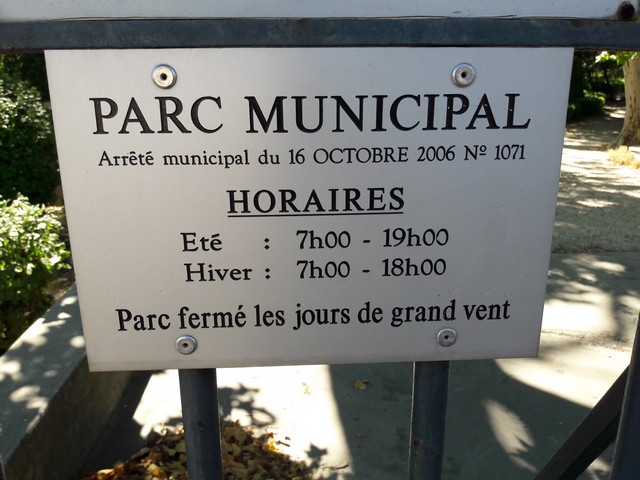 PARC MUNICIPAL
Arrêté municipal du 16 OCTOBRE 2006 Nº 1071
HORAIRES
Eté : 7h00 - 19h00
Hiver : 7h00 - 18h00
Parc fermé les jours de grand vent